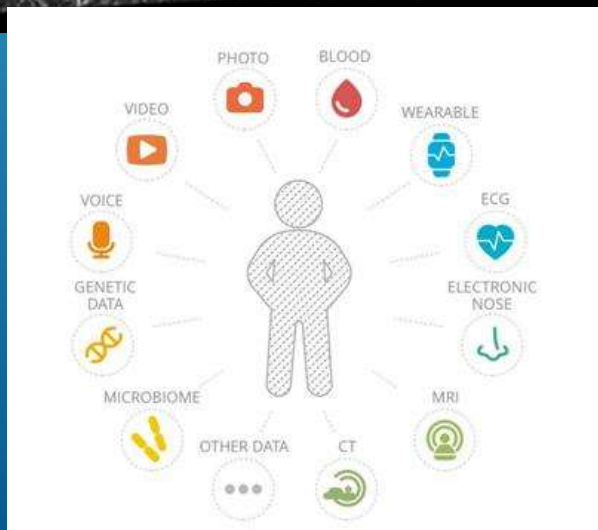 PHOTO
BLOOD
VIDEO
WEARABLE
VOICE
ECG
GENETIC
DATA
ELECTRONIC
NOSE
MICROBIOME
MRI
OTHER DATA
CT